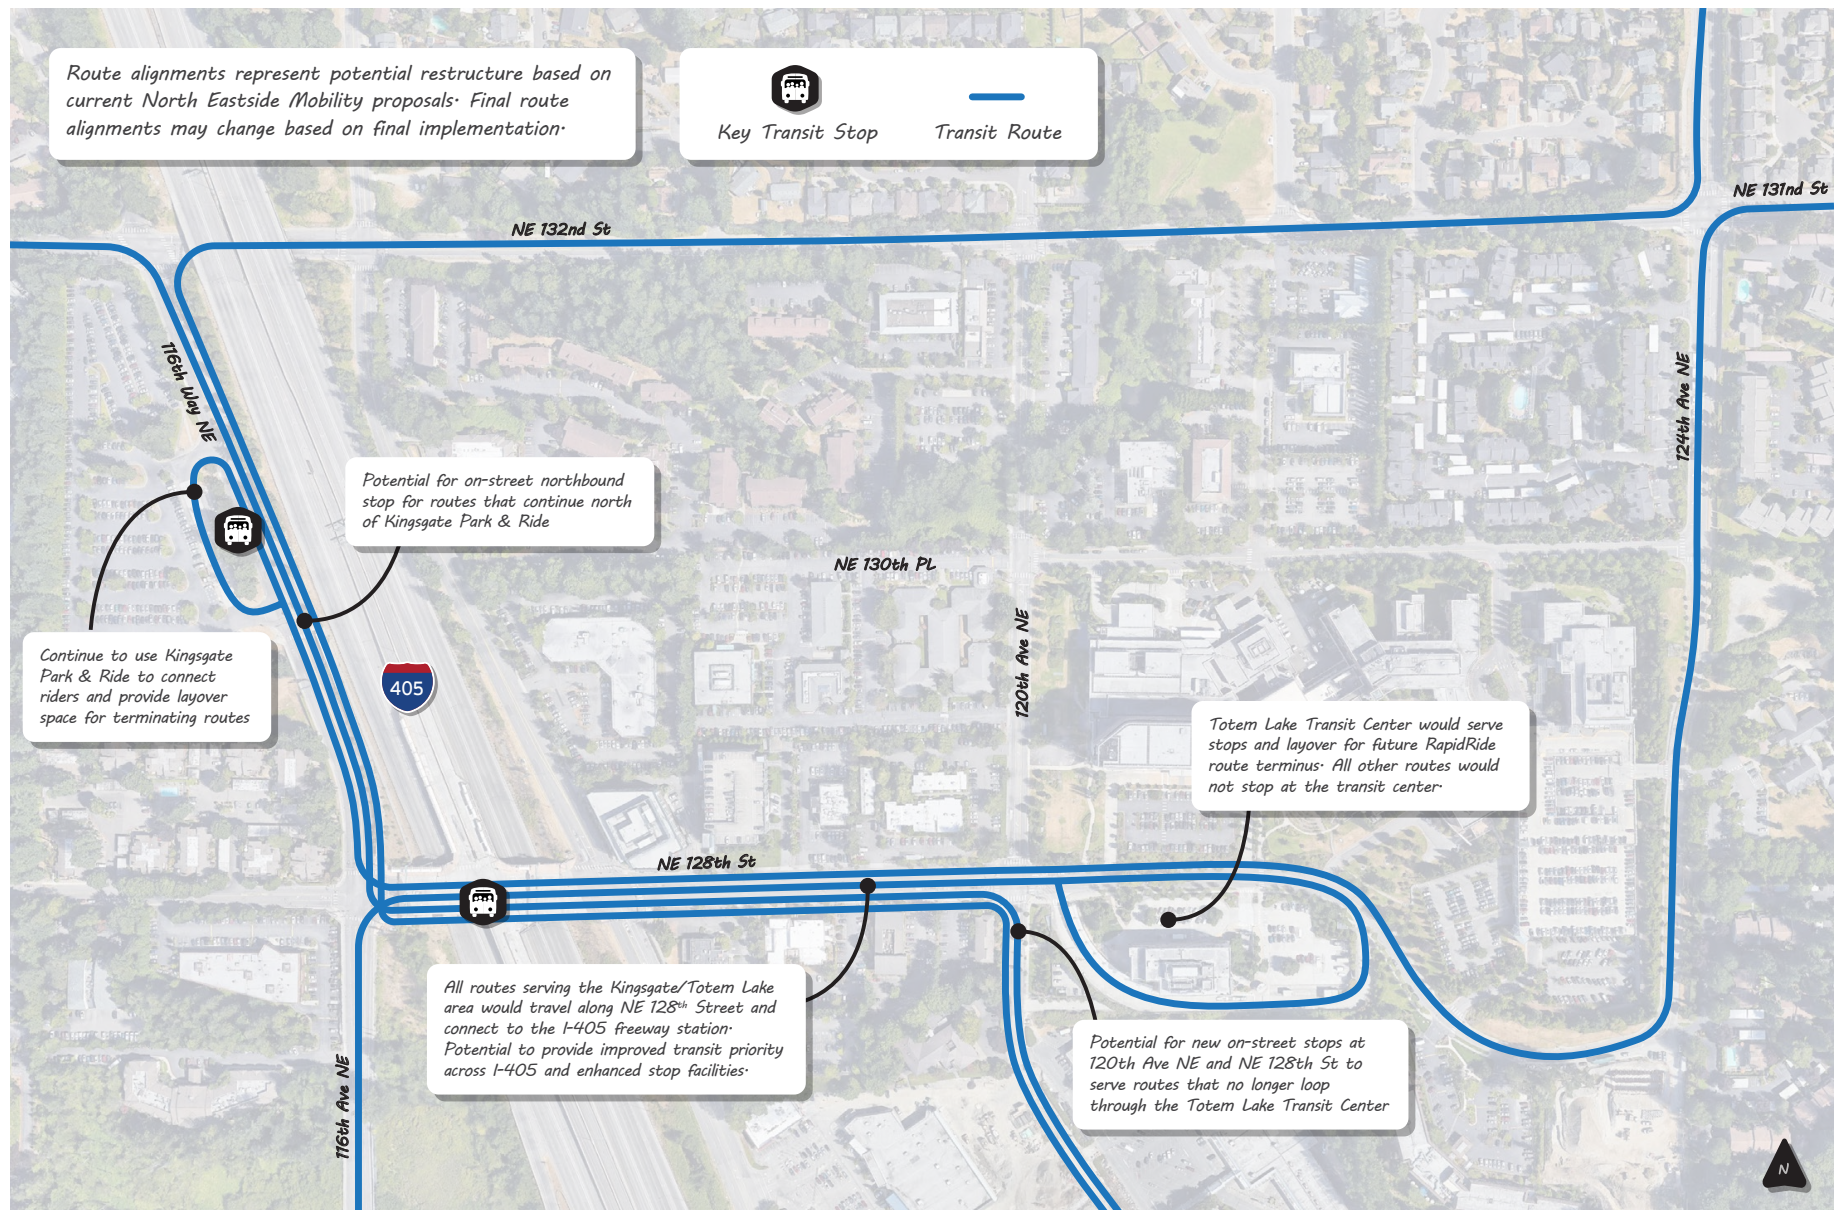 Route alignments represent potential restructure based on
current North Eastside Mobility proposals. Final route
alignments may change based on final implementation.
Key Transit Stop
Transit Route
NE 131nd St
NE 132nd St
116th Way NE
124th Ave NE
Potential for on-street northbound
stop for routes that continue north
of Kingsgate Park & Ride
NE 130th PL
120th Ave NE
Continue to use Kingsgate
Park & Ride to connect
riders and provide layover
space for terminating routes
405
Totem Lake Transit Center would serve
stops and layover for future RapidRide
route terminus. All other routes would
not stop at the transit center.
NE 128th St
All routes serving the Kingsgate/Totem Lake
area would travel along NE 128th Street and
connect to the I-405 freeway station.
Potential to provide improved transit priority
across I-405 and enhanced stop facilities.
Potential for new on-street stops at
120th Ave NE and NE 128th St to
serve routes that no longer loop
through the Totem Lake Transit Center
116th Ave NE
N